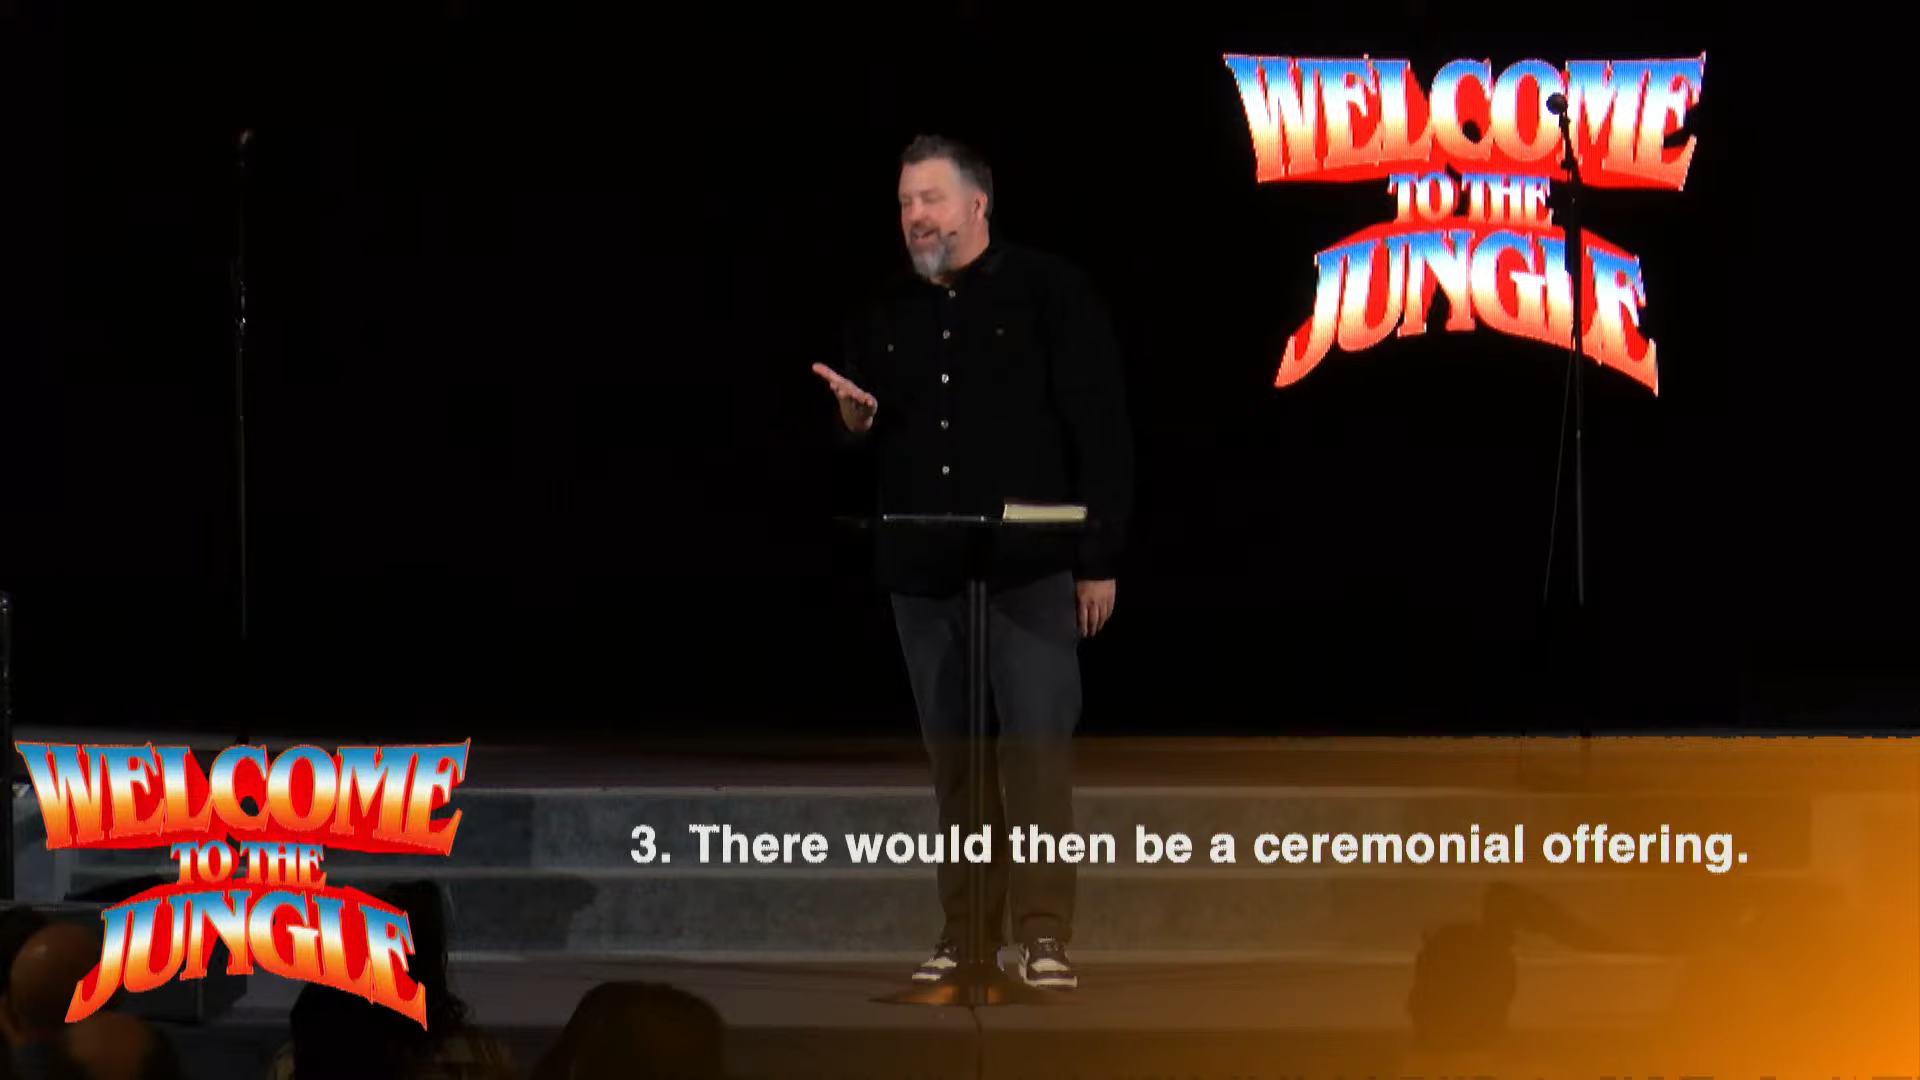 WELCOME
TO THE
JUNGLE
WELCOME
TO THE
JUNGLE
3. There would then be a ceremonial offering.